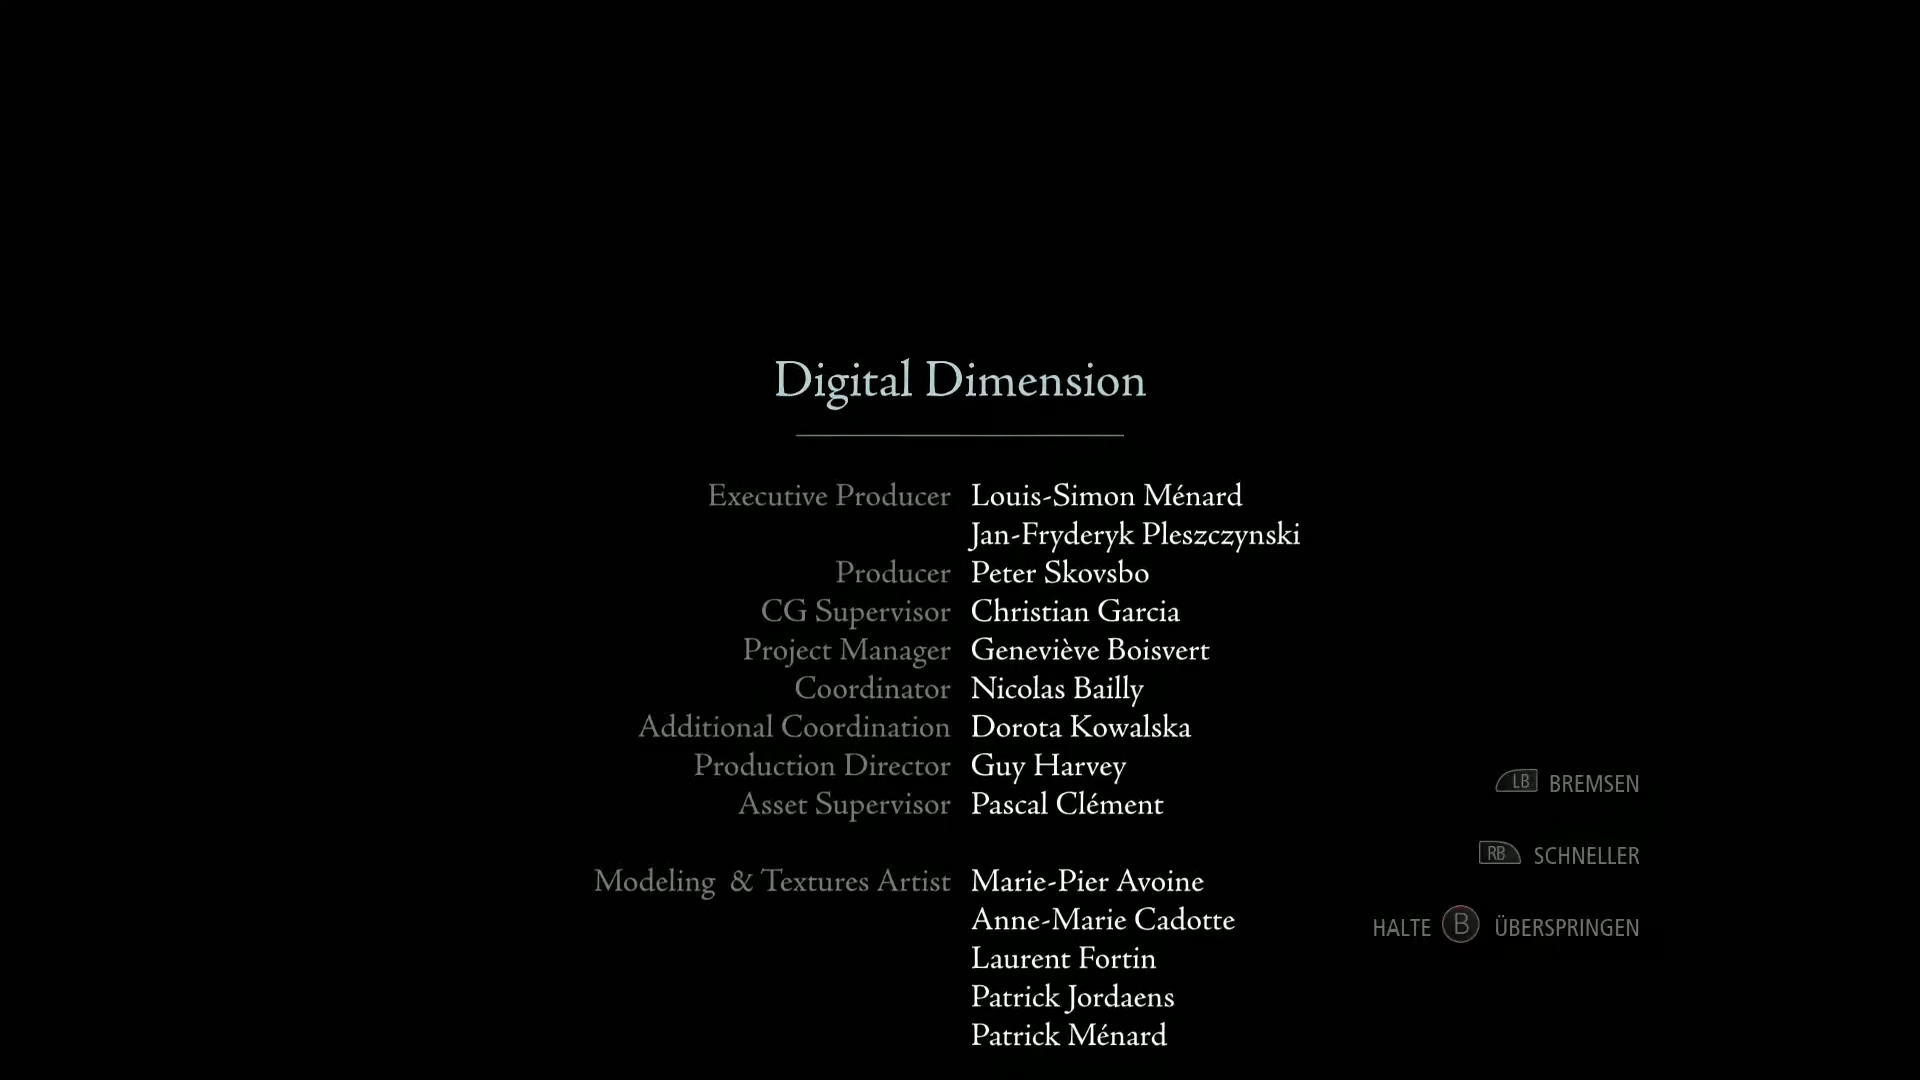 Digital Dimension
Executive Producer Louis-Simon Ménard
Jan-Fryderyk Pleszczynski
Producer Peter Skovsbo
CG Supervisor Christian Garcia
Project Manager Geneviève Boisvert
Coordinator Nicolas Bailly
Additional Coordination Dorota Kowalska
Production Director Guy Harvey
Asset Supervisor Pascal Clément
Modeling & Textures Artist Marie-Pier Avoine
Anne-Marie Cadotte
Laurent Fortin
Patrick Jordaens
Patrick Ménard
LB BREMSEN
RB SCHNELLER
HALTE B ÜBERSPRINGEN